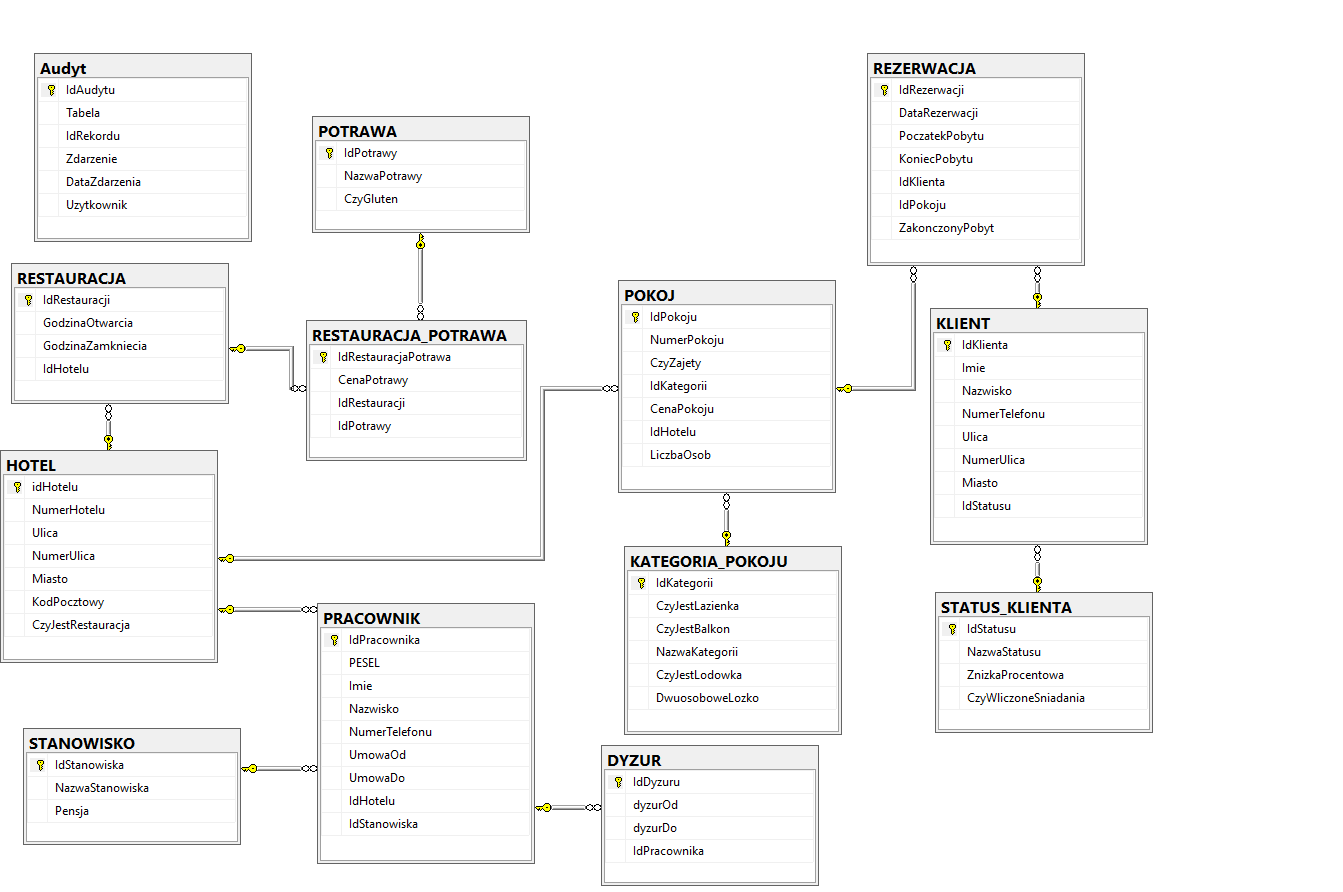 Audyt
IdAudytu
Tabela
IdRekordu
Zdarzenie
DataZdarzenia
Uzytkownik
POTRAWA
IdPotrawy
NazwaPotrawy
CzyGluten
REZERWACJA
IdRezerwacji
DataRezerwacji
PoczatekPobytu
KoniecPobytu
IdKlienta
IdPokoju
ZakonczonyPobyt
RESTAURACJA
IdRestauracji
GodzinaOtwarcia
GodzinaZamkniecia
IdHotelu
RESTAURACJA_POTRAWA
IdRestauracjaPotrawa
CenaPotrawy
IdRestauracji
IdPotrawy
POKOJ
IdPokoju
NumerPokoju
CzyZajety
IdKategorii
CenaPokoju
IdHotelu
LiczbaOsob
KLIENT
IdKlienta
Imie
Nazwisko
NumerTelefonu
Ulica
NumerUlica
Miasto
IdStatusu
HOTEL
idHotelu
NumerHotelu
Ulica
NumerUlica
Miasto
KodPocztowy
CzyJestRestauracja
KATEGORIA_POKOJU
IdKategorii
CzyJestLazienka
CzyJestBalkon
NazwaKategorii
CzyJestLodowka
DwuosoboweLozko
STATUS_KLIENTA
IdStatusu
NazwaStatusu
ZnizkaProcentowa
CzyWliczoneSniadania
PRACOWNIK
IdPracownika
PESEL
Imie
Nazwisko
NumerTelefonu
UmowaOd
UmowaDo
IdHotelu
IdStanowiska
STANOWISKO
IdStanowiska
NazwaStanowiska
Pensja
DYZUR
IdDyzuru
dyzurOd
dyzurDo
IdPracownika